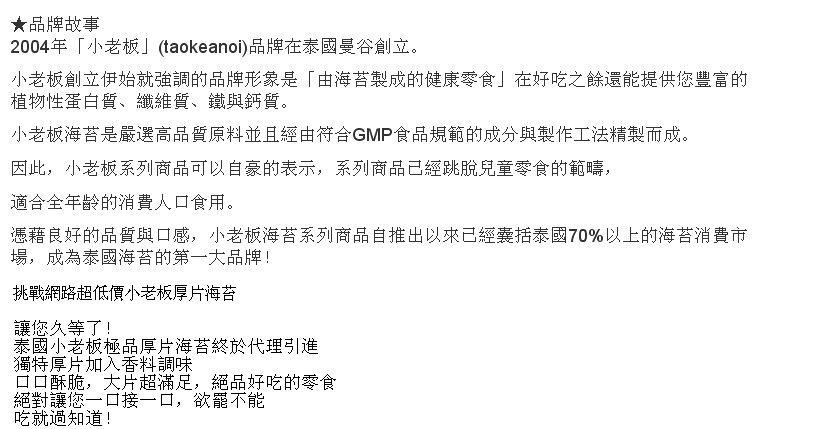 ★品牌故事
2004年「小老板」(taokeanoi)品牌在泰國曼谷創立。
小老板創立伊始就強調的品牌形象是「由海苔製成的健康零食」在好吃之餘還能提供您豐富的
植物性蛋白質、纖維質、鐵與鈣質。
小老板海苔是嚴選高品質原料並且經由符合GMP食品規範的成分與製作工法精製而成。
因此，小老板系列商品可以自豪的表示，系列商品已經跳脫兒童零食的範疇，
適合全年齡的消費人口食用。
憑藉良好的品質與口感，小老板海苔系列商品自推出以來已經囊括泰國70%以上的海苔消費市
場，成為泰國海苔的第一大品牌!
挑戰網路超低價小老板厚片海苔
讓您久等了!
泰國小老板極品厚片海苔終於代理引進
獨特厚片加入香料調味
口口酥脆，大片超滿足，絕品好吃的零食
絕對讓您一口接一口，欲罷不能
吃就過知道!